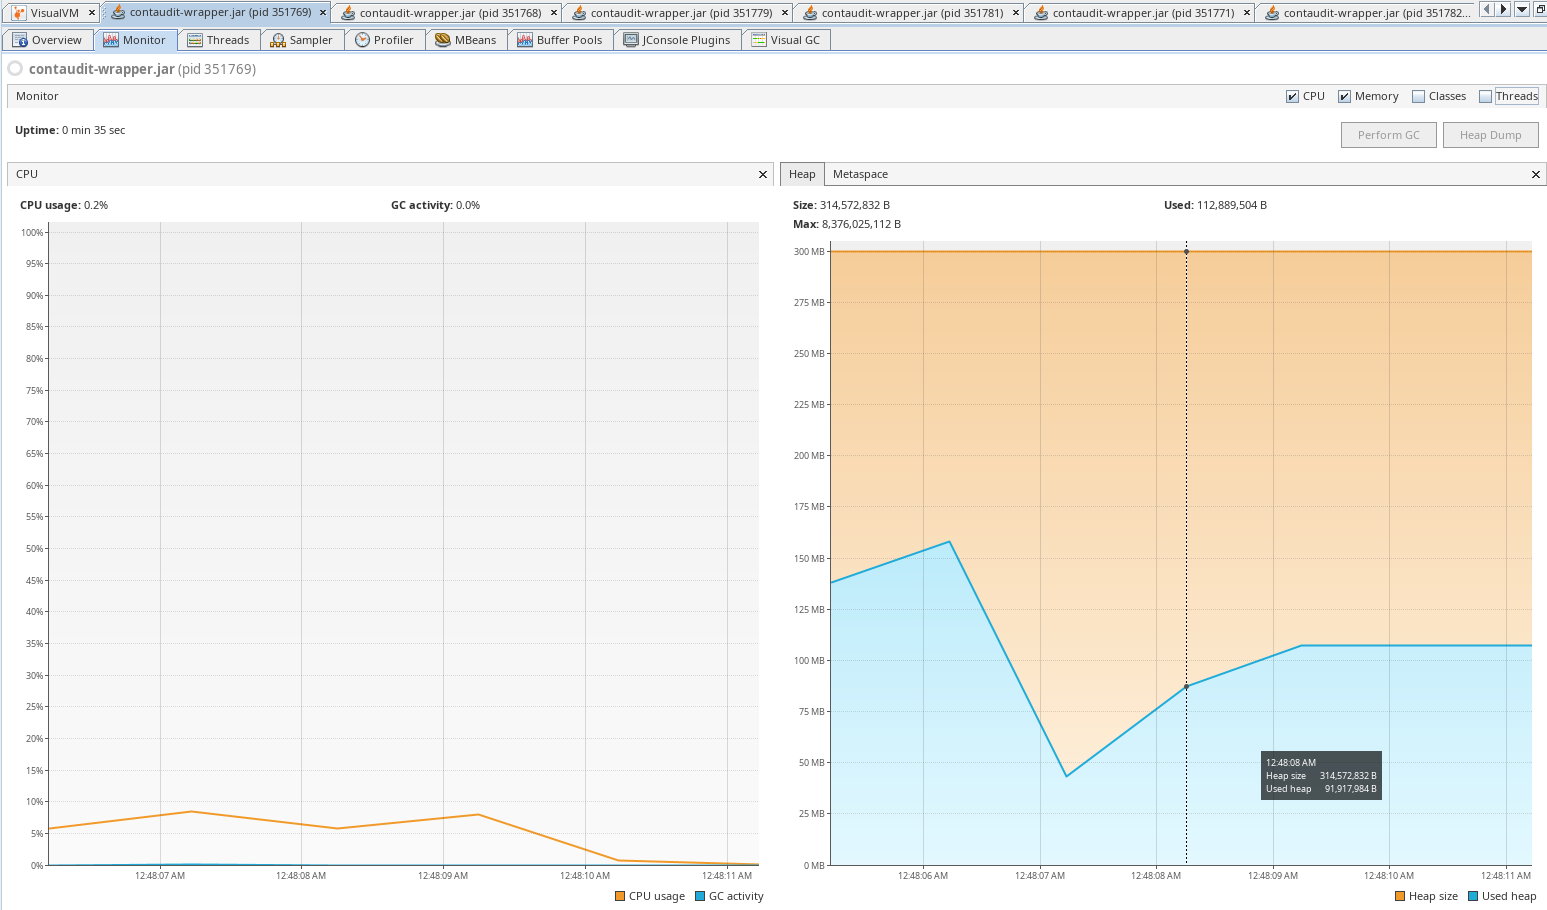 VisualVM contaudit-wrapper.jar (pid 351769) contaudit-wrapper.jar (pid 351768) contaudit-wrapper.jar (pid 351779) contaudit-wrapper.jar (pid 351781) contaudit-wrapper.jar (pid 351771) contaudit-wrapper.jar (pid 351782...
Overview Monitor Threads Sampler Profiler MBeans Buffer Pools JConsole Plugins Visual GC
contaudit-wrapper.jar (pid 351769)
Monitor CPU Memory Classes Threads
Uptime: 0 min 35 sec
Perform GC Heap Dump
CPU
CPU usage: 0.2% GC activity: 0.0%
100%
95%
90%
85%
80%
75%
70%
65%
60%
55%
50%
45%
40%
35%
30%
25%
20%
15%
10%
5%
0%
12:48:07 AM 12:48:08 AM 12:48:09 AM 12:48:10 AM 12:48:11 AM
CPU usage GC activity
Heap Metaspace
Size: 314,572,832 B Used: 112,889,504 B
Max: 8,376,025,112 B
300 MB
275 MB
250 MB
225 MB
200 MB
175 MB
150 MB
125 MB
100 MB
75 MB
50 MB
25 MB
0 MB
12:48:08 AM
Heap size 314,572,832 B
Used heap 91,917,984 B
12:48:06 AM 12:48:07 AM 12:48:08 AM 12:48:09 AM 12:48:10 AM 12:48:11 AM
Heap size Used heap